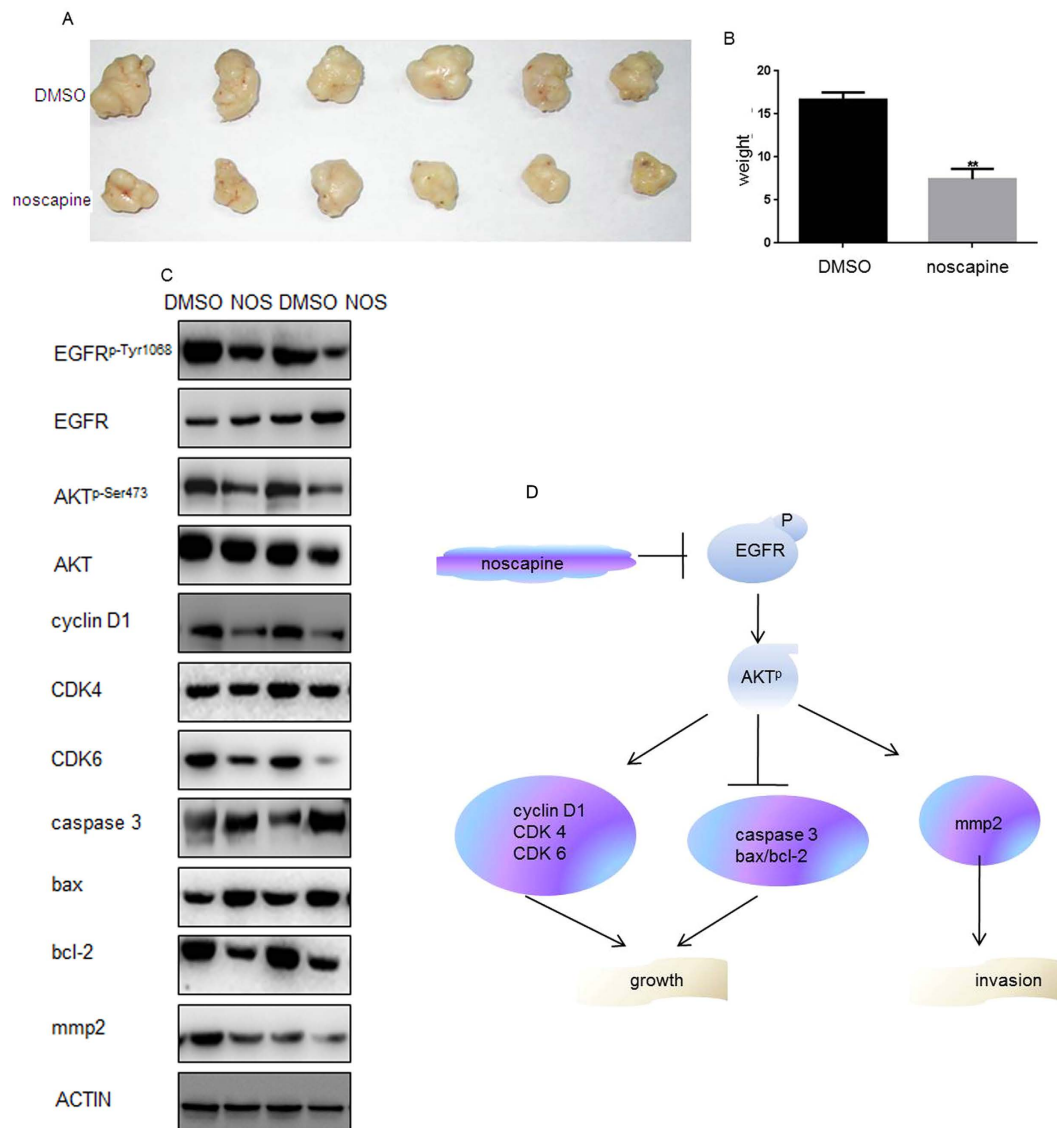 A
DMSO
noscapine
B
weight
20
15
10
5
0
**
DMSO
noscapine
C
DMSO NOS DMSO NOS
EGFRp-Tyr1068
EGFR
AKTp-Ser473
AKT
cyclin D1
CDK4
CDK6
caspase 3
bax
bcl-2
mmp2
ACTIN
D
noscapine
P
EGFR
AKTp
cyclin D1
CDK 4
CDK 6
caspase 3
bax/bcl-2
mmp2
growth
invasion